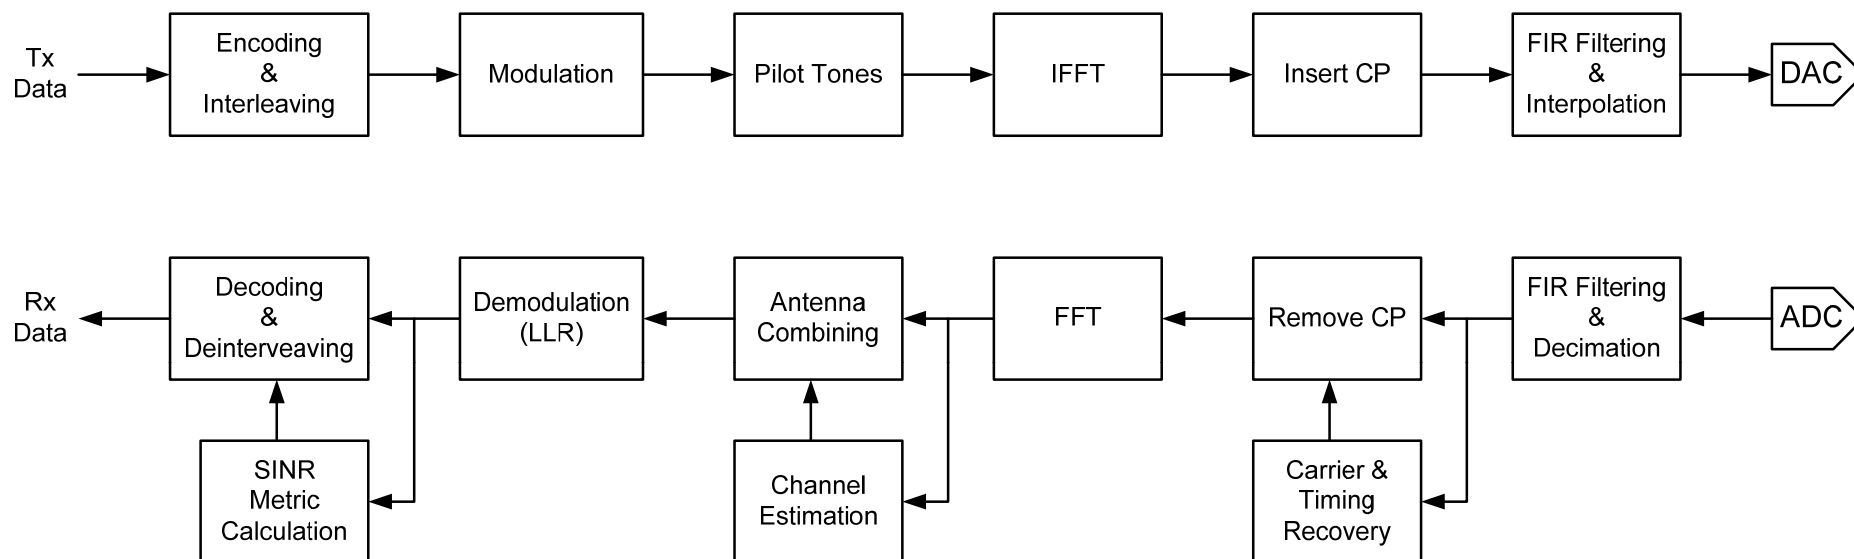 Tx
Data
Encoding
&
Interleaving
Modulation
Pilot Tones
IFFT
Insert CP
FIR Filtering
&
Interpolation
DAC
Rx
Data
Decoding
&
Deinterveaving
Demodulation
(LLR)
Antenna
Combining
FFT
Remove CP
FIR Filtering
&
Decimation
ADC
SINR
Metric
Calculation
Channel
Estimation
Carrier &
Timing
Recovery